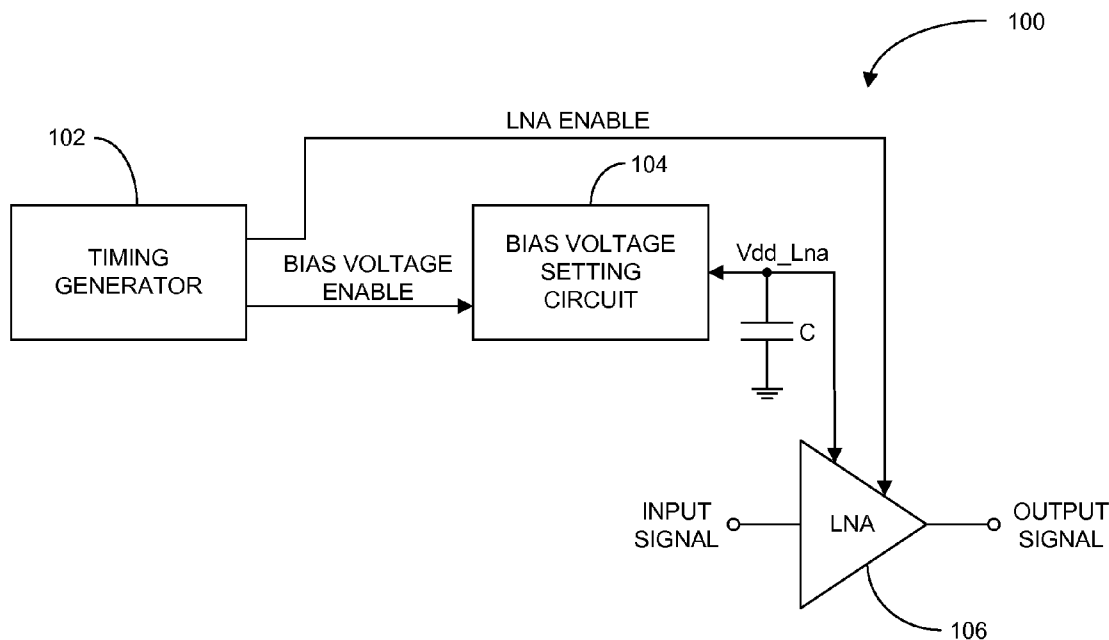 100
LNA ENABLE
102
104
TIMING
GENERATOR
BIAS VOLTAGE
ENABLE
BIAS VOLTAGE
SETTING
CIRCUIT
Vdd_Lna
C
INPUT
SIGNAL
LNA
OUTPUT
SIGNAL
106